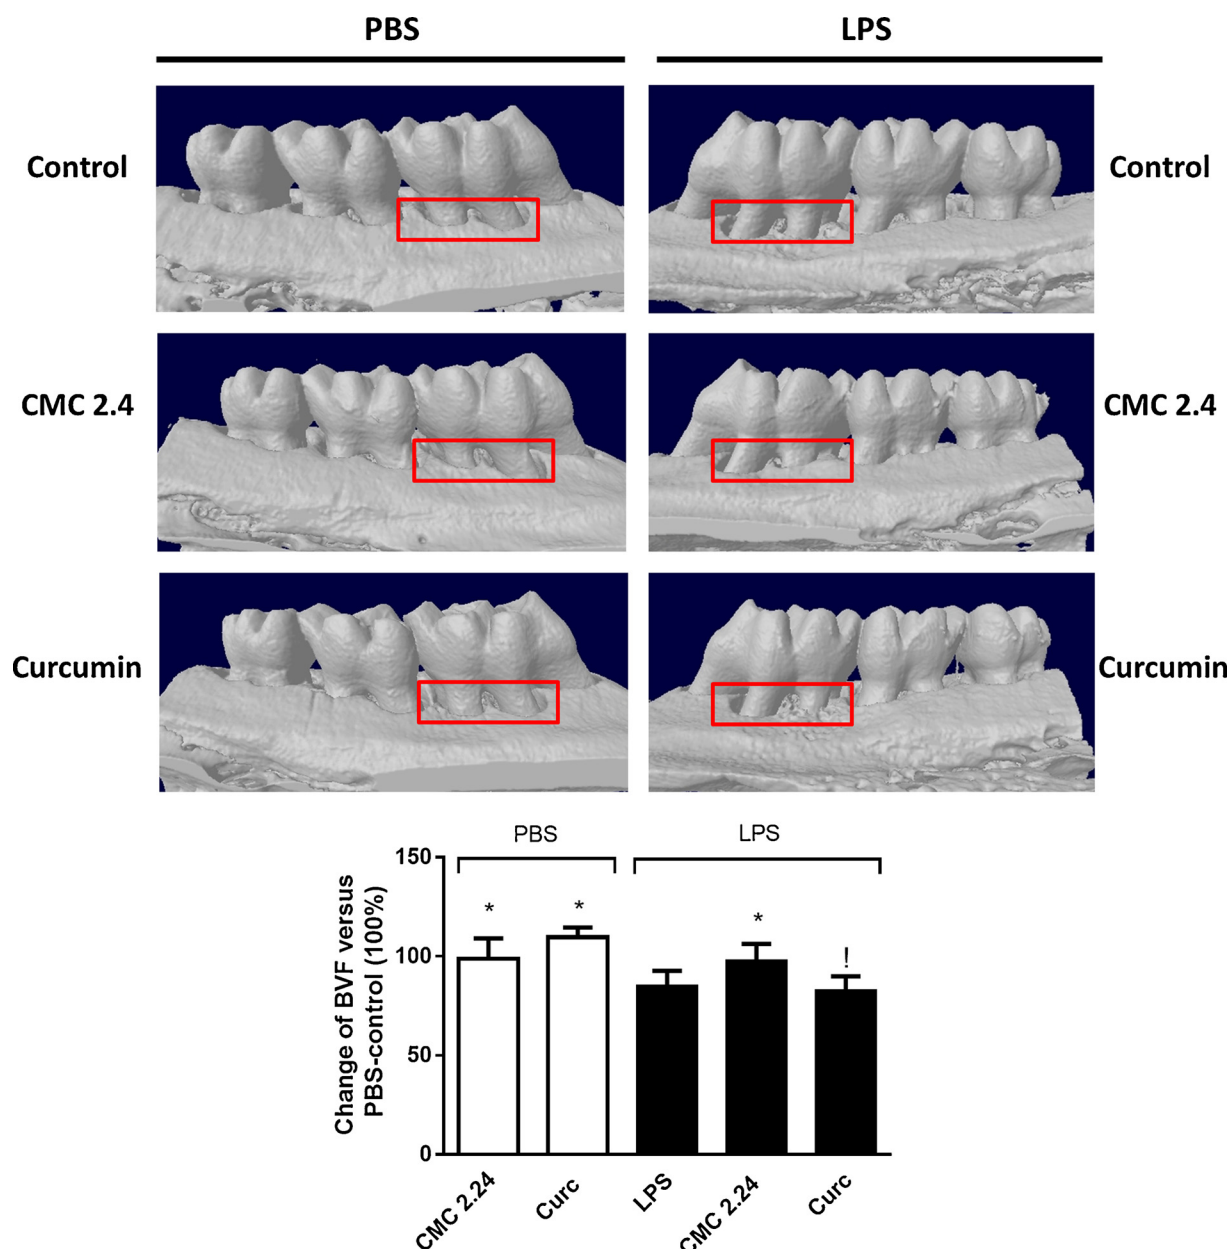 PBS LPS
Control Control
CMC 2.4 CMC 2.4
Curcumin Curcumin
PBS LPS
Change of BVF versus
PBS-control (100%)
150
100
50
0
* * * !
CMC 2.24 Curc LPS CMC 2.24 Curc